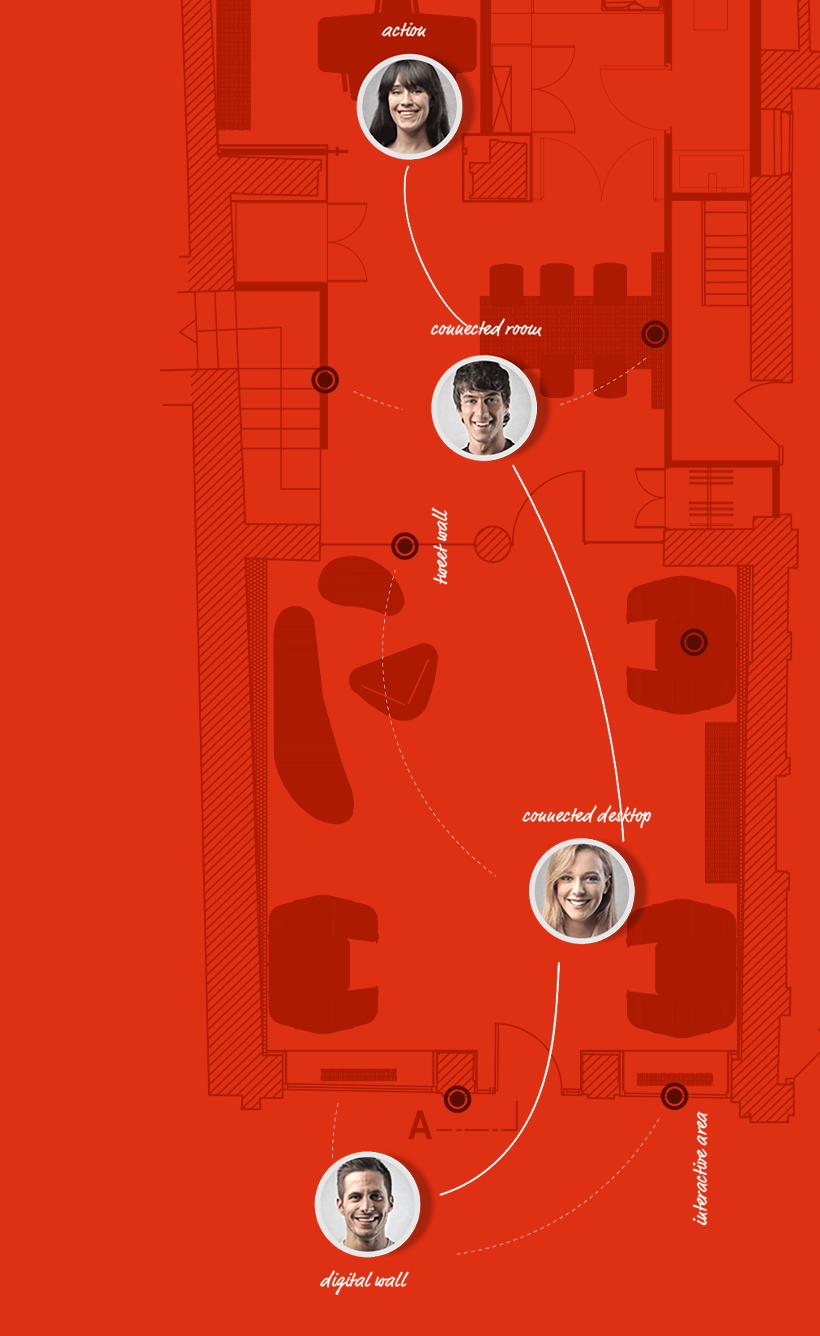 action
connected room
tweet wall
connected desktop
A
interactive area
digital wall